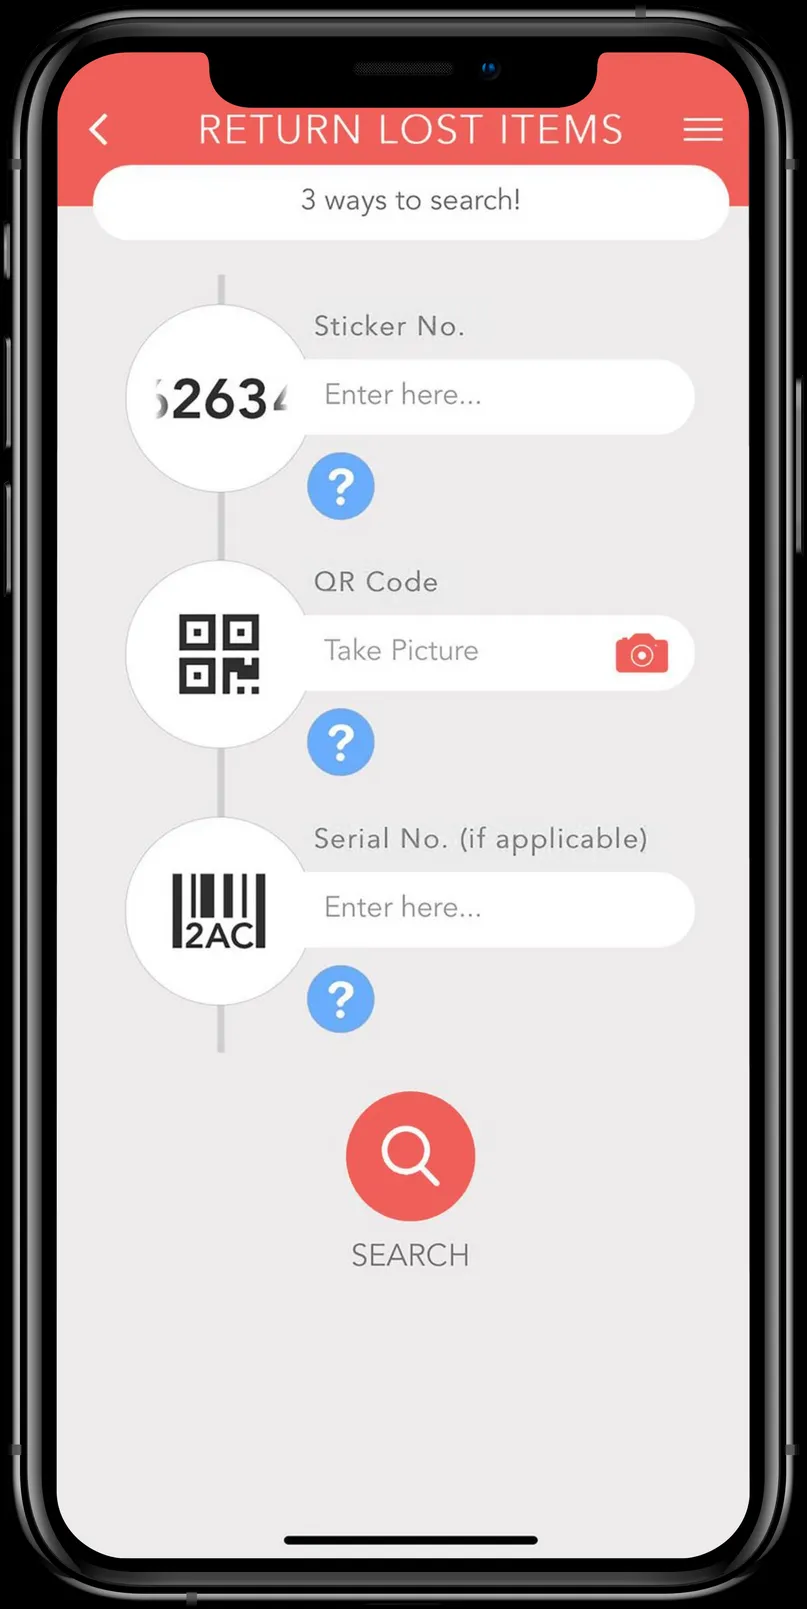 RETURN LOST ITEMS
3 ways to search!
Sticker No.
2634
Enter here...
?
QR Code
Take Picture
?
Serial No. (if applicable)
2AC
Enter here...
?
SEARCH